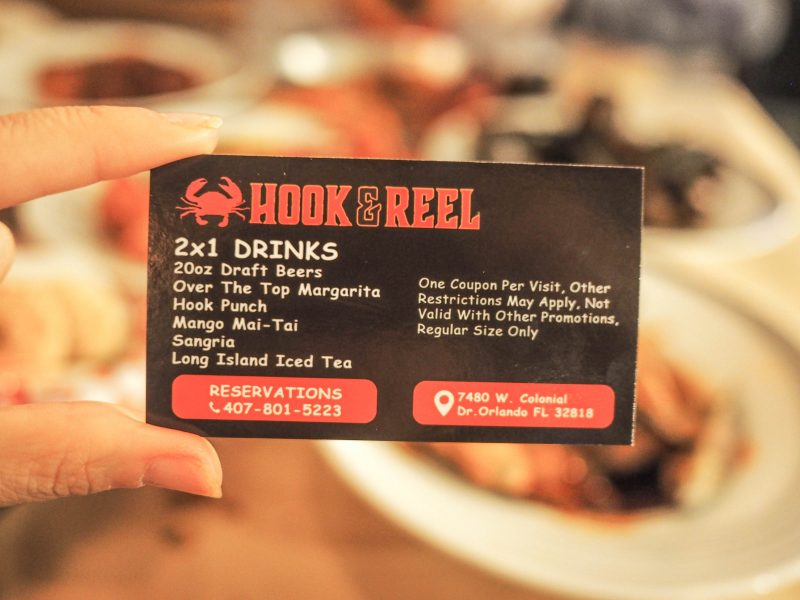 HOOK & REEL
2x1 DRINKS
20oz Draft Beers
Over The Top Margarita
Hook Punch
Mango Mai-Tai
Sangria
Long Island Iced Tea
One Coupon Per Visit, Other
Restrictions May Apply, Not
Valid With Other Promotions,
Regular Size Only
RESERVATIONS
407-801-5223
7480 W. Colonial
Dr.Orlando FL 32818